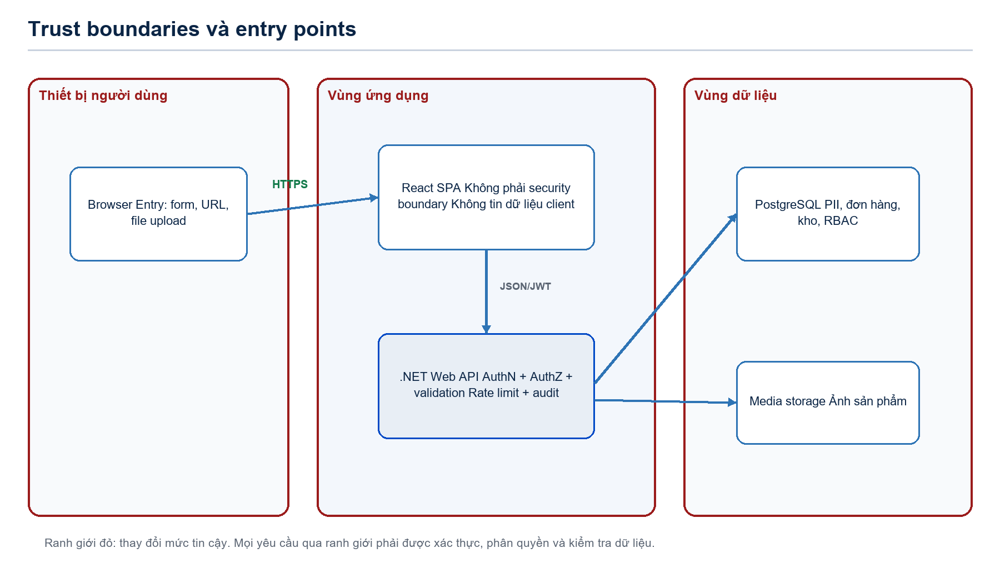 Trust boundaries và entry points
Thiết bị người dùng
Browser Entry: form, URL,
file upload
HTTPS
Vùng ứng dụng
React SPA Không phải security
boundary Không tin dữ liệu client
JSON/JWT
.NET Web API AuthN + AuthZ +
validation Rate limit + audit
Vùng dữ liệu
PostgreSQL PII, đơn hàng,
kho, RBAC
Media storage Ảnh sản phẩm
Ranh giới đỏ: thay đổi mức tin cậy. Mọi yêu cầu qua ranh giới phải được xác thực, phân quyền và kiểm tra dữ liệu.